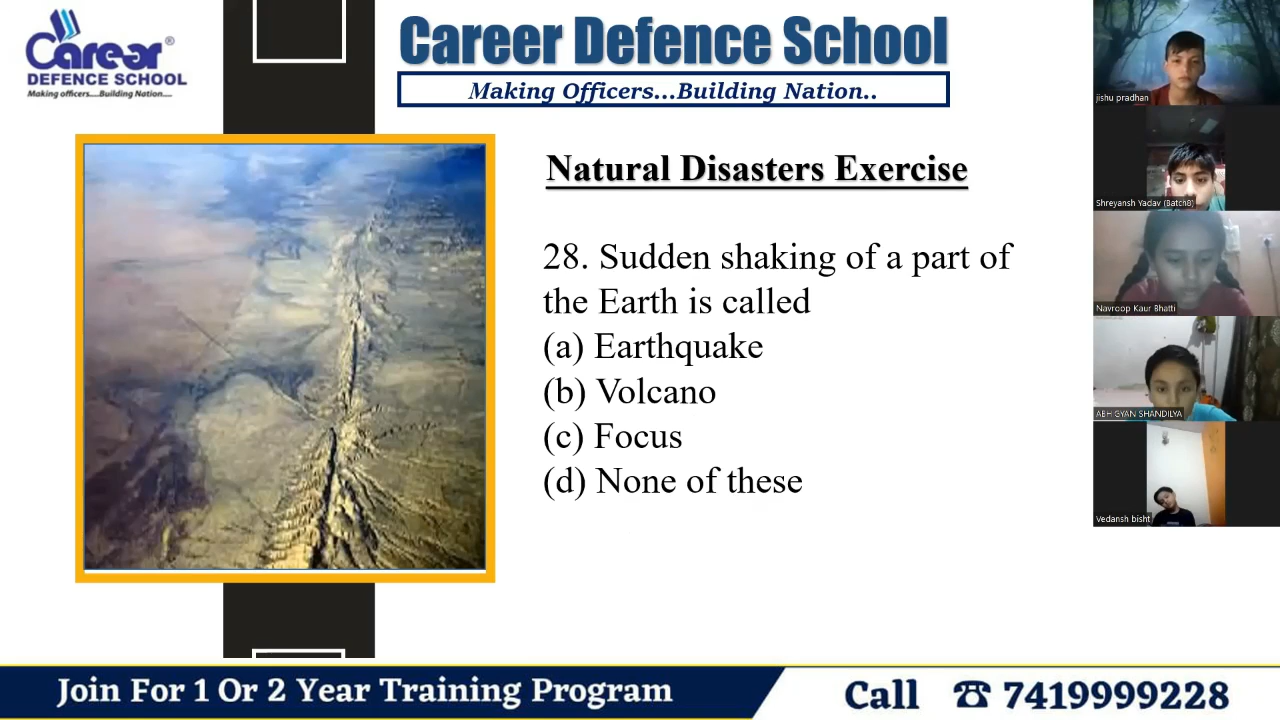 Career®
DEFENCE SCHOOL
Making officers....Building Nation....
Career Defence School
Making Officers...Building Nation..
Natural Disasters Exercise
28. Sudden shaking of a part of
the Earth is called
(a) Earthquake
(b) Volcano
(c) Focus
(d) None of these
jishu pradhan
Shreyansh Yadav (Batch8)
Navroop Kaur Bhatti
ABHIGYAN SHANDILYA
Vedansh bisht
Join For 1 Or 2 Year Training Program
Call ☎ 7419999228